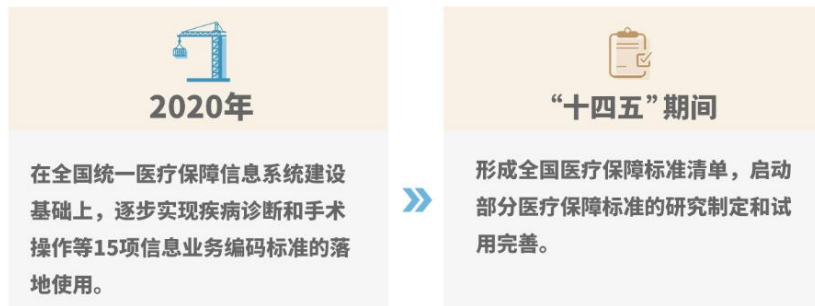 2020年
在全国统一医疗保障信息系统建设
基础上，逐步实现疾病诊断和手术
操作等15项信息业务编码标准的落
地使用。
“十四五”期间
形成全国医疗保障标准清单，启动
部分医疗保障标准的研究制定和试
用完善。